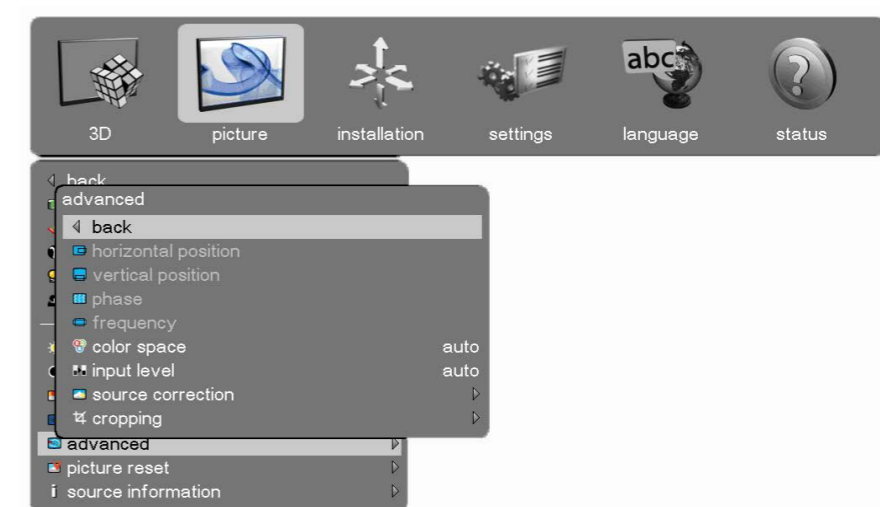 abc
3D picture installation settings language status
back
advanced
back
horizontal position
vertical position
phase
frequency
color space auto
input level auto
source correction
cropping
advanced
picture reset
i source information